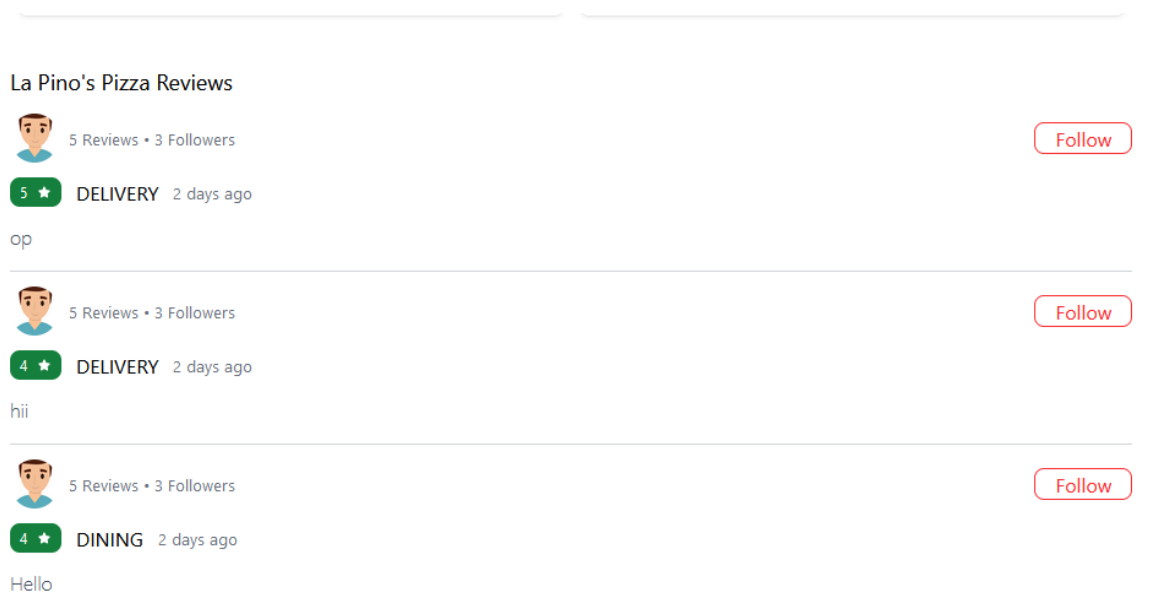 La Pino's Pizza Reviews
5 Reviews • 3 Followers
Follow
5 ★ DELIVERY 2 days ago
op
5 Reviews • 3 Followers
Follow
4 ★ DELIVERY 2 days ago
hii
5 Reviews • 3 Followers
Follow
4 ★ DINING 2 days ago
Hello